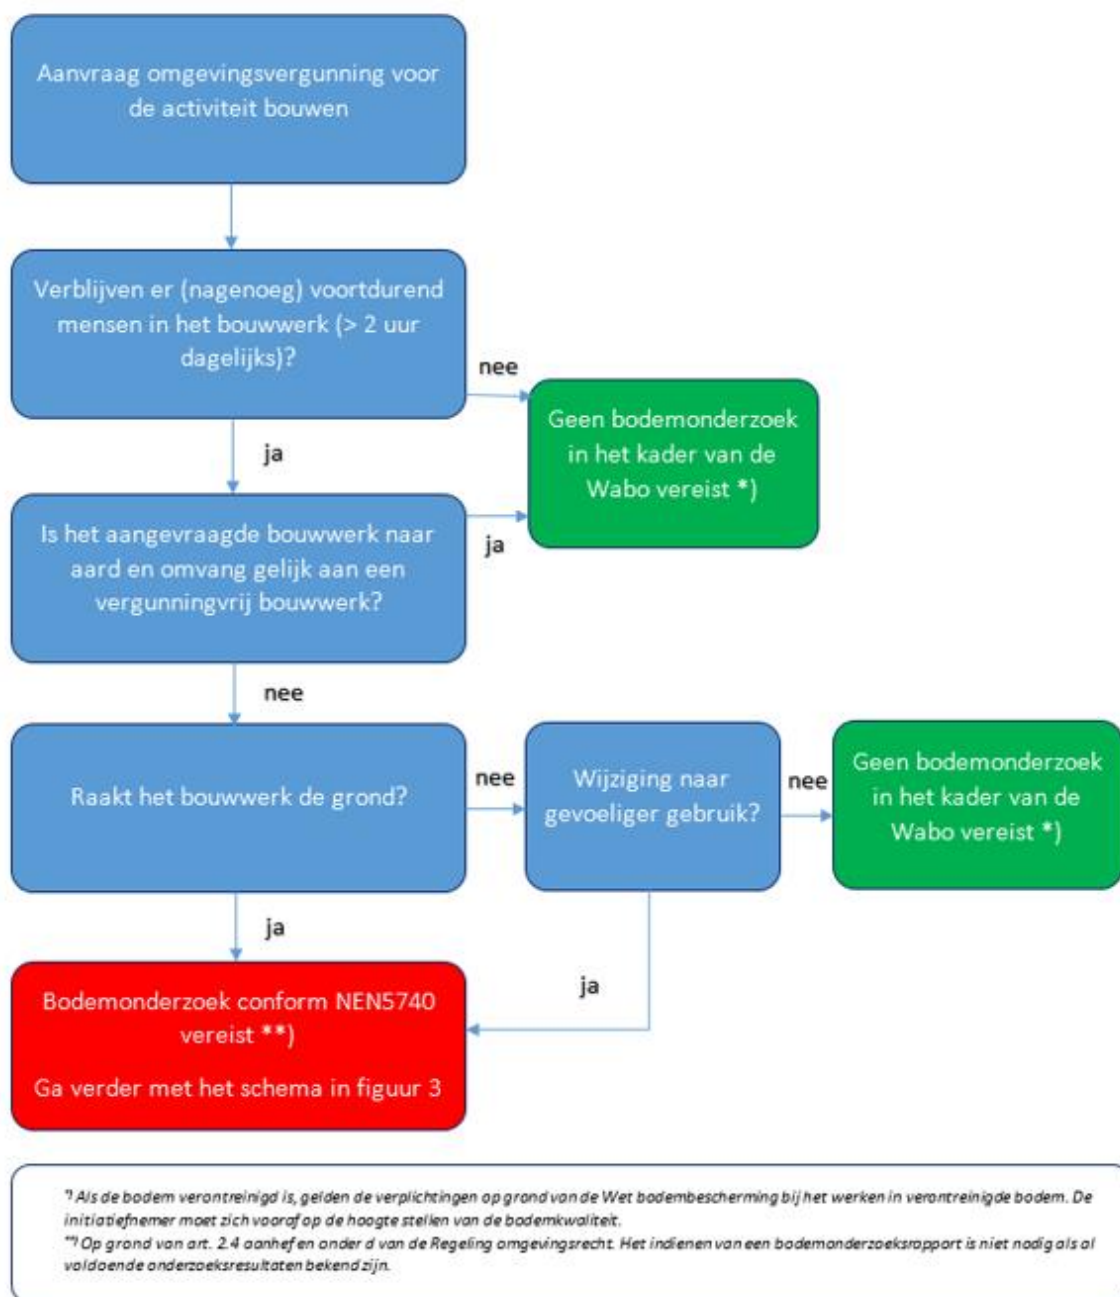 Aanvraag omgevingsvergunning voor
de activiteit bouwen
Verblijven er (nagenoeg) voortdurend
mensen in het bouwwerk (> 2 uur
dagelijks)?
nee
Geen bodemonderzoek
in het kader van de
Wabo vereist *)
ja
Is het aangevraagde bouwwerk naar
aard en omvang gelijk aan een
vergunningvrij bouwwerk?
ja
nee
Raakt het bouwwerk de grond?
nee
Wijziging naar
gevoeliger gebruik?
nee
Geen bodemonderzoek
in het kader van de
Wabo vereist *)
ja
ja
Bodemonderzoek conform NEN5740
vereist **)
Ga verder met het schema in figuur 3
*) Als de bodem verontreinigd is, gelden de verplichtingen op grond van de Wet bodembescherming bij het werken in verontreinigde bodem. De
initiatiefnemer moet zich vooraf op de hoogte stellen van de bodemkwaliteit.
**) Op grond van art. 2.4 aanhef en onder d van de Regeling omgevingsrecht. Het indienen van een bodemonderzoeksrapport is niet nodig als al
voldoende onderzoeksresultaten bekend zijn.